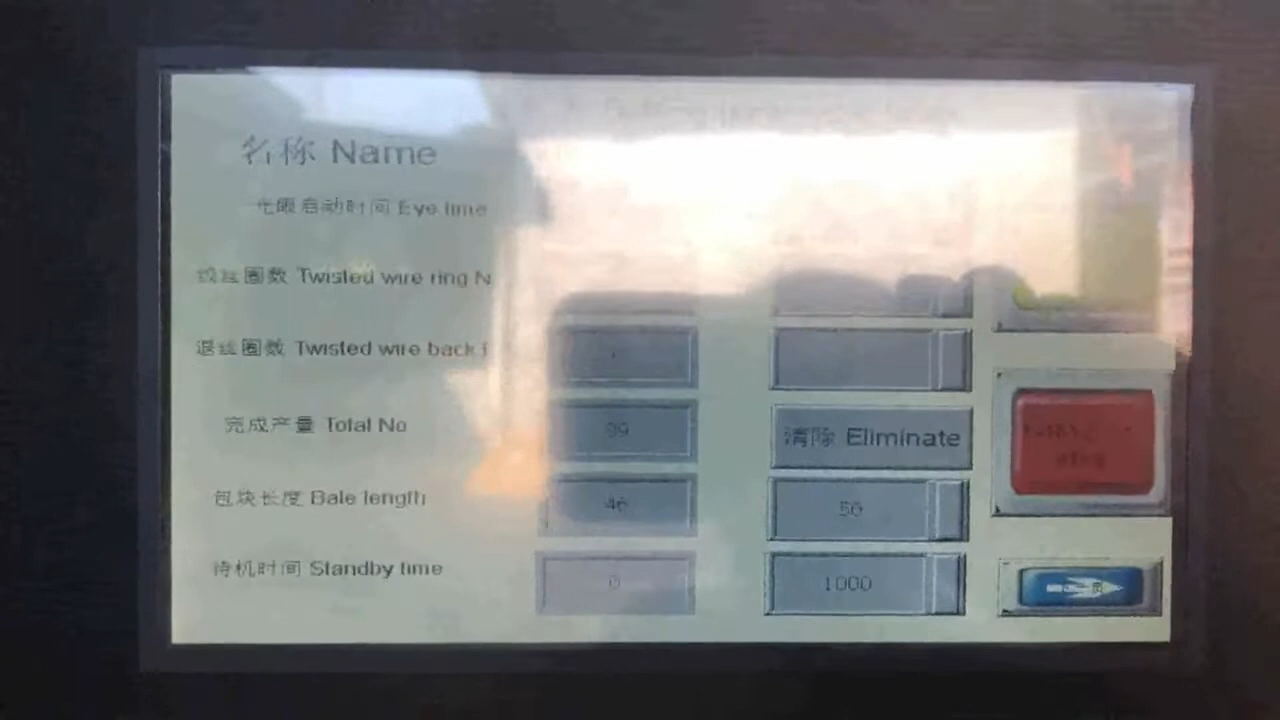 名称 Name
光眼启动时间 Eye time
绞丝圈数 Twisted wire ring N
退丝圈数 Twisted wire back
完成产量 Total No
39
清除 Eliminate
包块长度 Bale length
46
50
待机时间 Standby time
0
1000